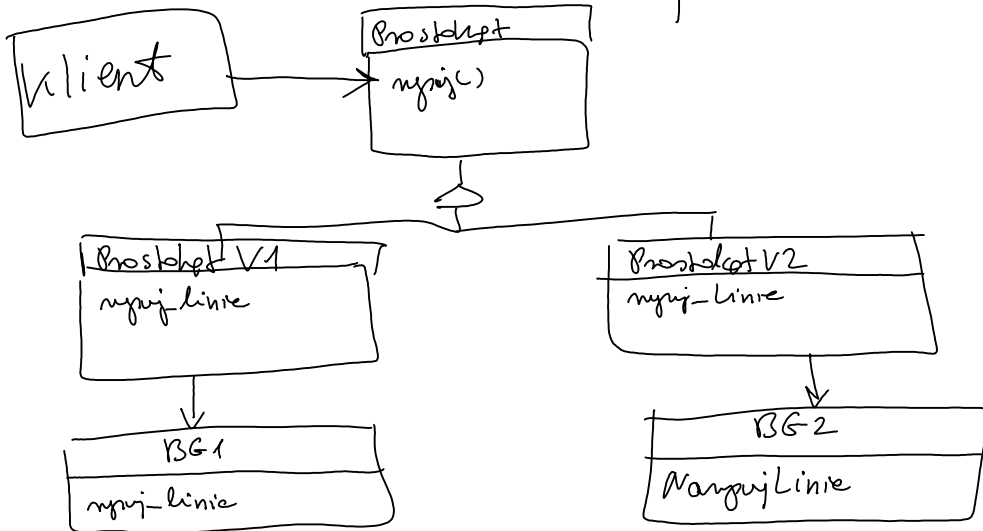 Klient
Prostokąt
rysuj()
Prostokąt V1
rysuj_linie
Prostokąt V2
rysuj_linie
BG1
rysuj_linie
BG2
NarysujLinie